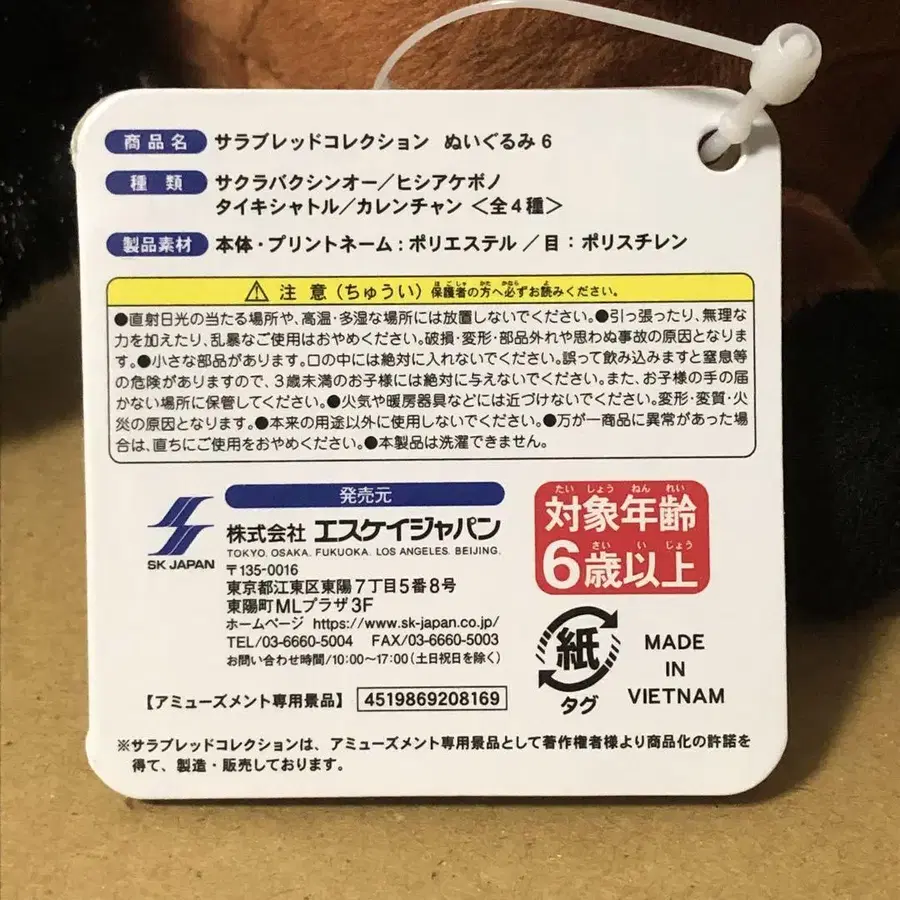 商品名 サラブレッドコレクション ぬいぐるみ 6
種類 サクラバクシンオー／ヒシアケボノ
タイキシャトル／カレンチャン ＜全4種＞
製品素材 本体・プリントネーム：ポリエステル ／目：ポリスチレン
⚠ 注意（ちゅうい）保護者の方へ必ずお読みください。
ほごしゃ かた かなら よ
●直射日光の当たる場所や、高温・多湿な場所には放置しないでください。●引っ張ったり、無理な
力を加えたり、乱暴なご使用はおやめください。破損・変形・部品外れや思わぬ事故の原因となりま
す。●小さな部品があります。口の中には絶対に入れないでください。誤って飲み込みますと窒息等
の危険がありますので、3歳未満のお子様には絶対に与えないでください。また、お子様の手の届
かない場所に保管してください。●火気や暖房器具などには近づけないでください。変形・変質・火
災の原因となります。●本来の用途以外に使用しないでください。●万が一商品に異常があった場
合は、直ちにご使用をおやめください。●本製品は洗濯できません。
発売元
SK JAPAN
株式会社 エスケイジャパン
TOKYO. OSAKA. FUKUOKA. LOS ANGELES. BEIJING.
〒135-0016
東京都江東区東陽7丁目5番8号
東陽町MLプラザ3F
ホームページ https://www.sk-japan.co.jp/
TEL/03-6660-5004 FAX/03-6660-5003
お問い合わせ時間/10:00～17:00（土日祝日を除く）
たいしょうねんれい
対象年齢
さい い じょう
6歳以上
紙
タグ
MADE
IN
VIETNAM
【アミューズメント専用景品】 4519869208169
※サラブレッドコレクションは、アミューズメント専用景品として著作権者様より商品化の許諾を
得て、製造・販売しております。